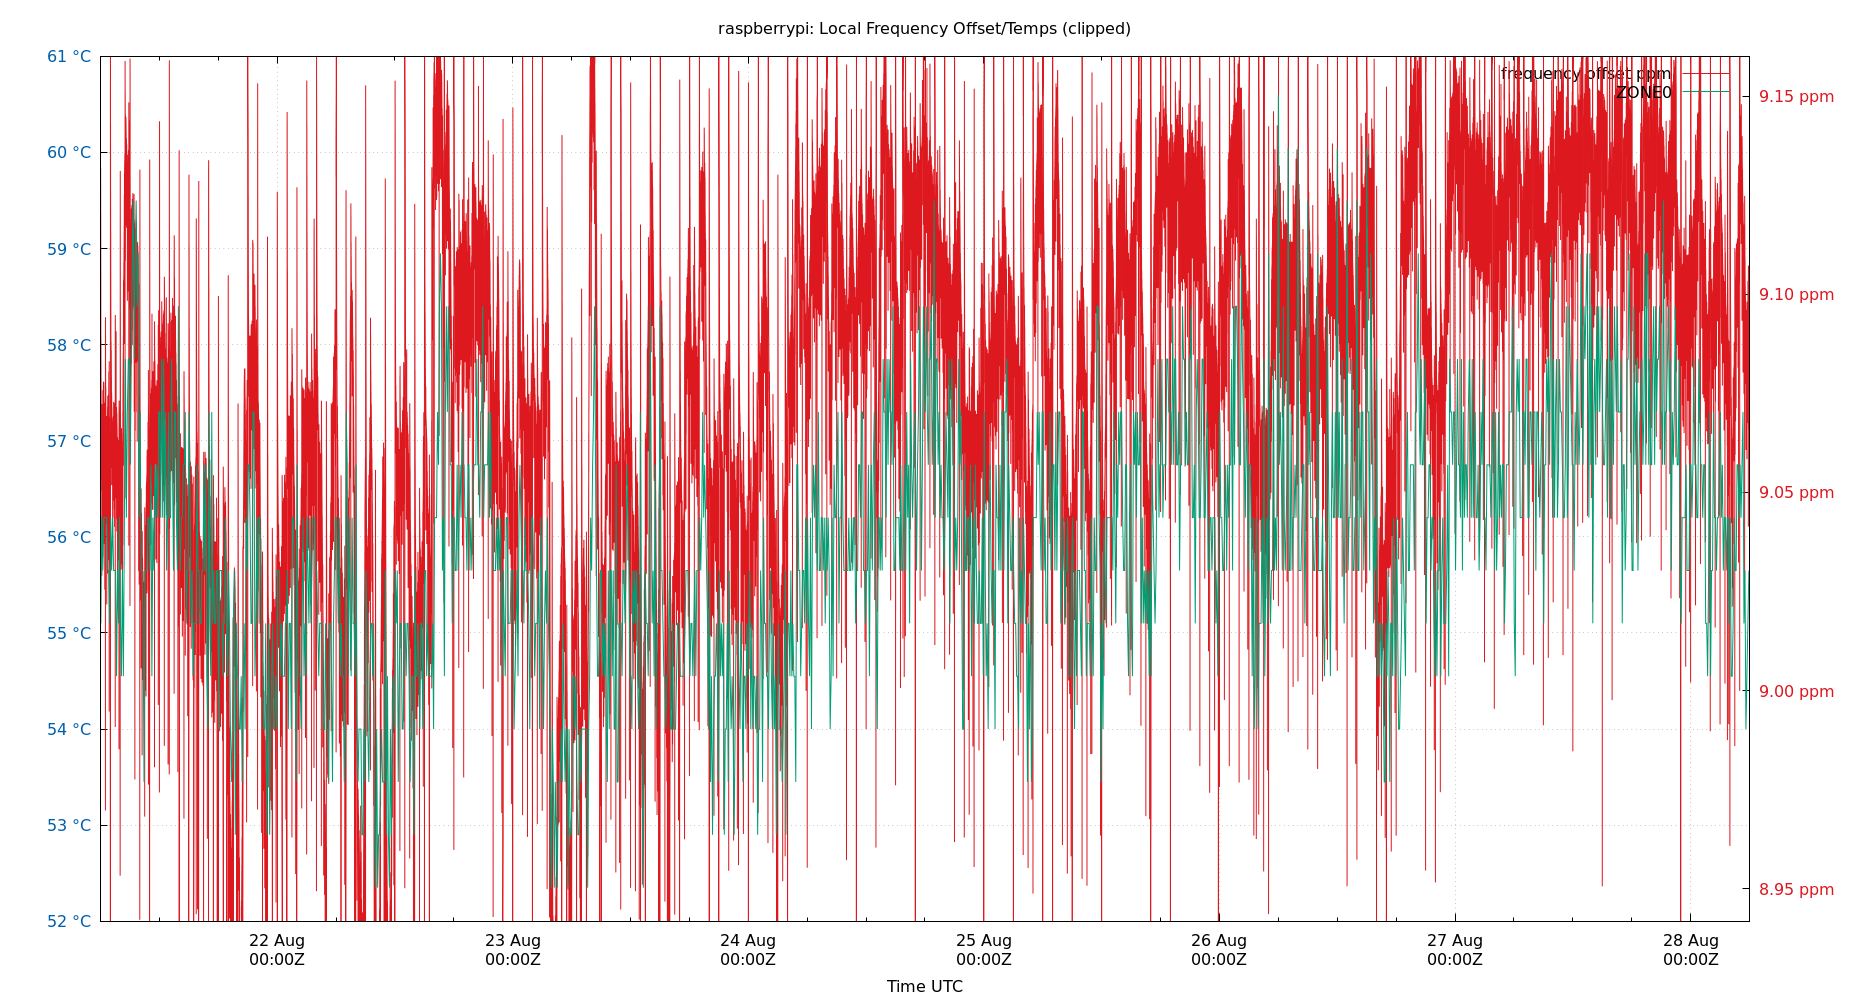 raspberrypi: Local Frequency Offset/Temps (clipped)
61 °C
60 °C
59 °C
58 °C
57 °C
56 °C
55 °C
54 °C
53 °C
52 °C
frequency offset ppm
ZONE0
9.15 ppm
9.10 ppm
9.05 ppm
9.00 ppm
8.95 ppm
22 Aug
00:00Z
23 Aug
00:00Z
24 Aug
00:00Z
25 Aug
00:00Z
26 Aug
00:00Z
27 Aug
00:00Z
28 Aug
00:00Z
Time UTC